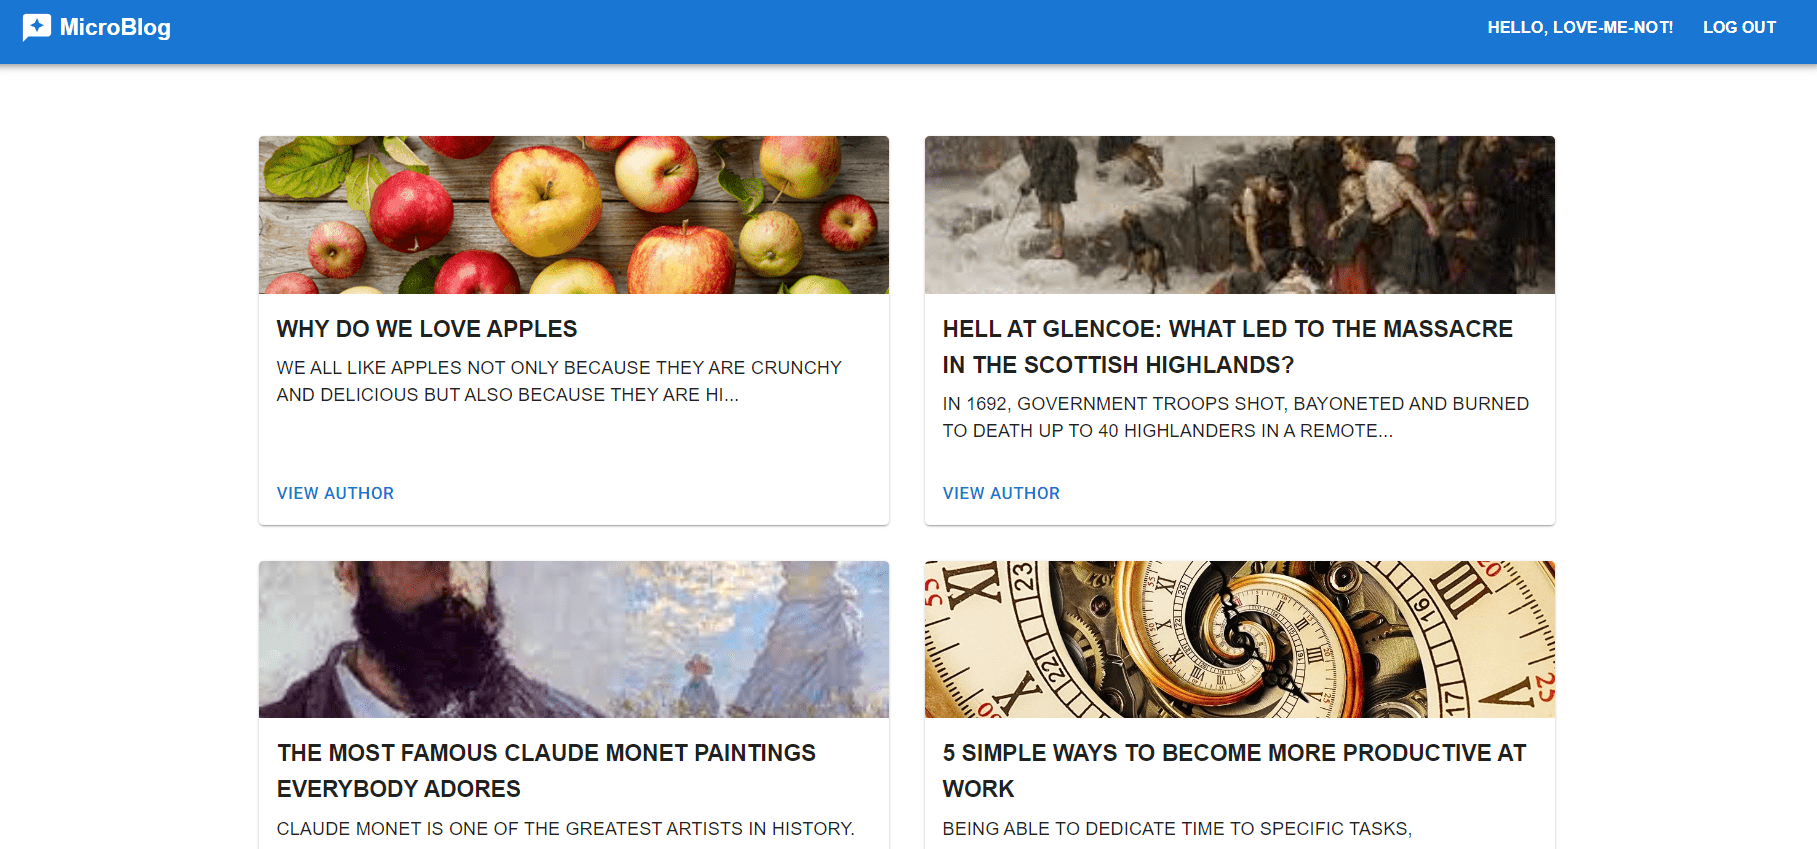 MicroBlog
HELLO, LOVE-ME-NOT!
LOG OUT
WHY DO WE LOVE APPLES
WE ALL LIKE APPLES NOT ONLY BECAUSE THEY ARE CRUNCHY
AND DELICIOUS BUT ALSO BECAUSE THEY ARE HI...
VIEW AUTHOR
HELL AT GLENCOE: WHAT LED TO THE MASSACRE
IN THE SCOTTISH HIGHLANDS?
IN 1692, GOVERNMENT TROOPS SHOT, BAYONETED AND BURNED
TO DEATH UP TO 40 HIGHLANDERS IN A REMOTE...
VIEW AUTHOR
THE MOST FAMOUS CLAUDE MONET PAINTINGS
EVERYBODY ADORES
CLAUDE MONET IS ONE OF THE GREATEST ARTISTS IN HISTORY.
5 SIMPLE WAYS TO BECOME MORE PRODUCTIVE AT
WORK
BEING ABLE TO DEDICATE TIME TO SPECIFIC TASKS,